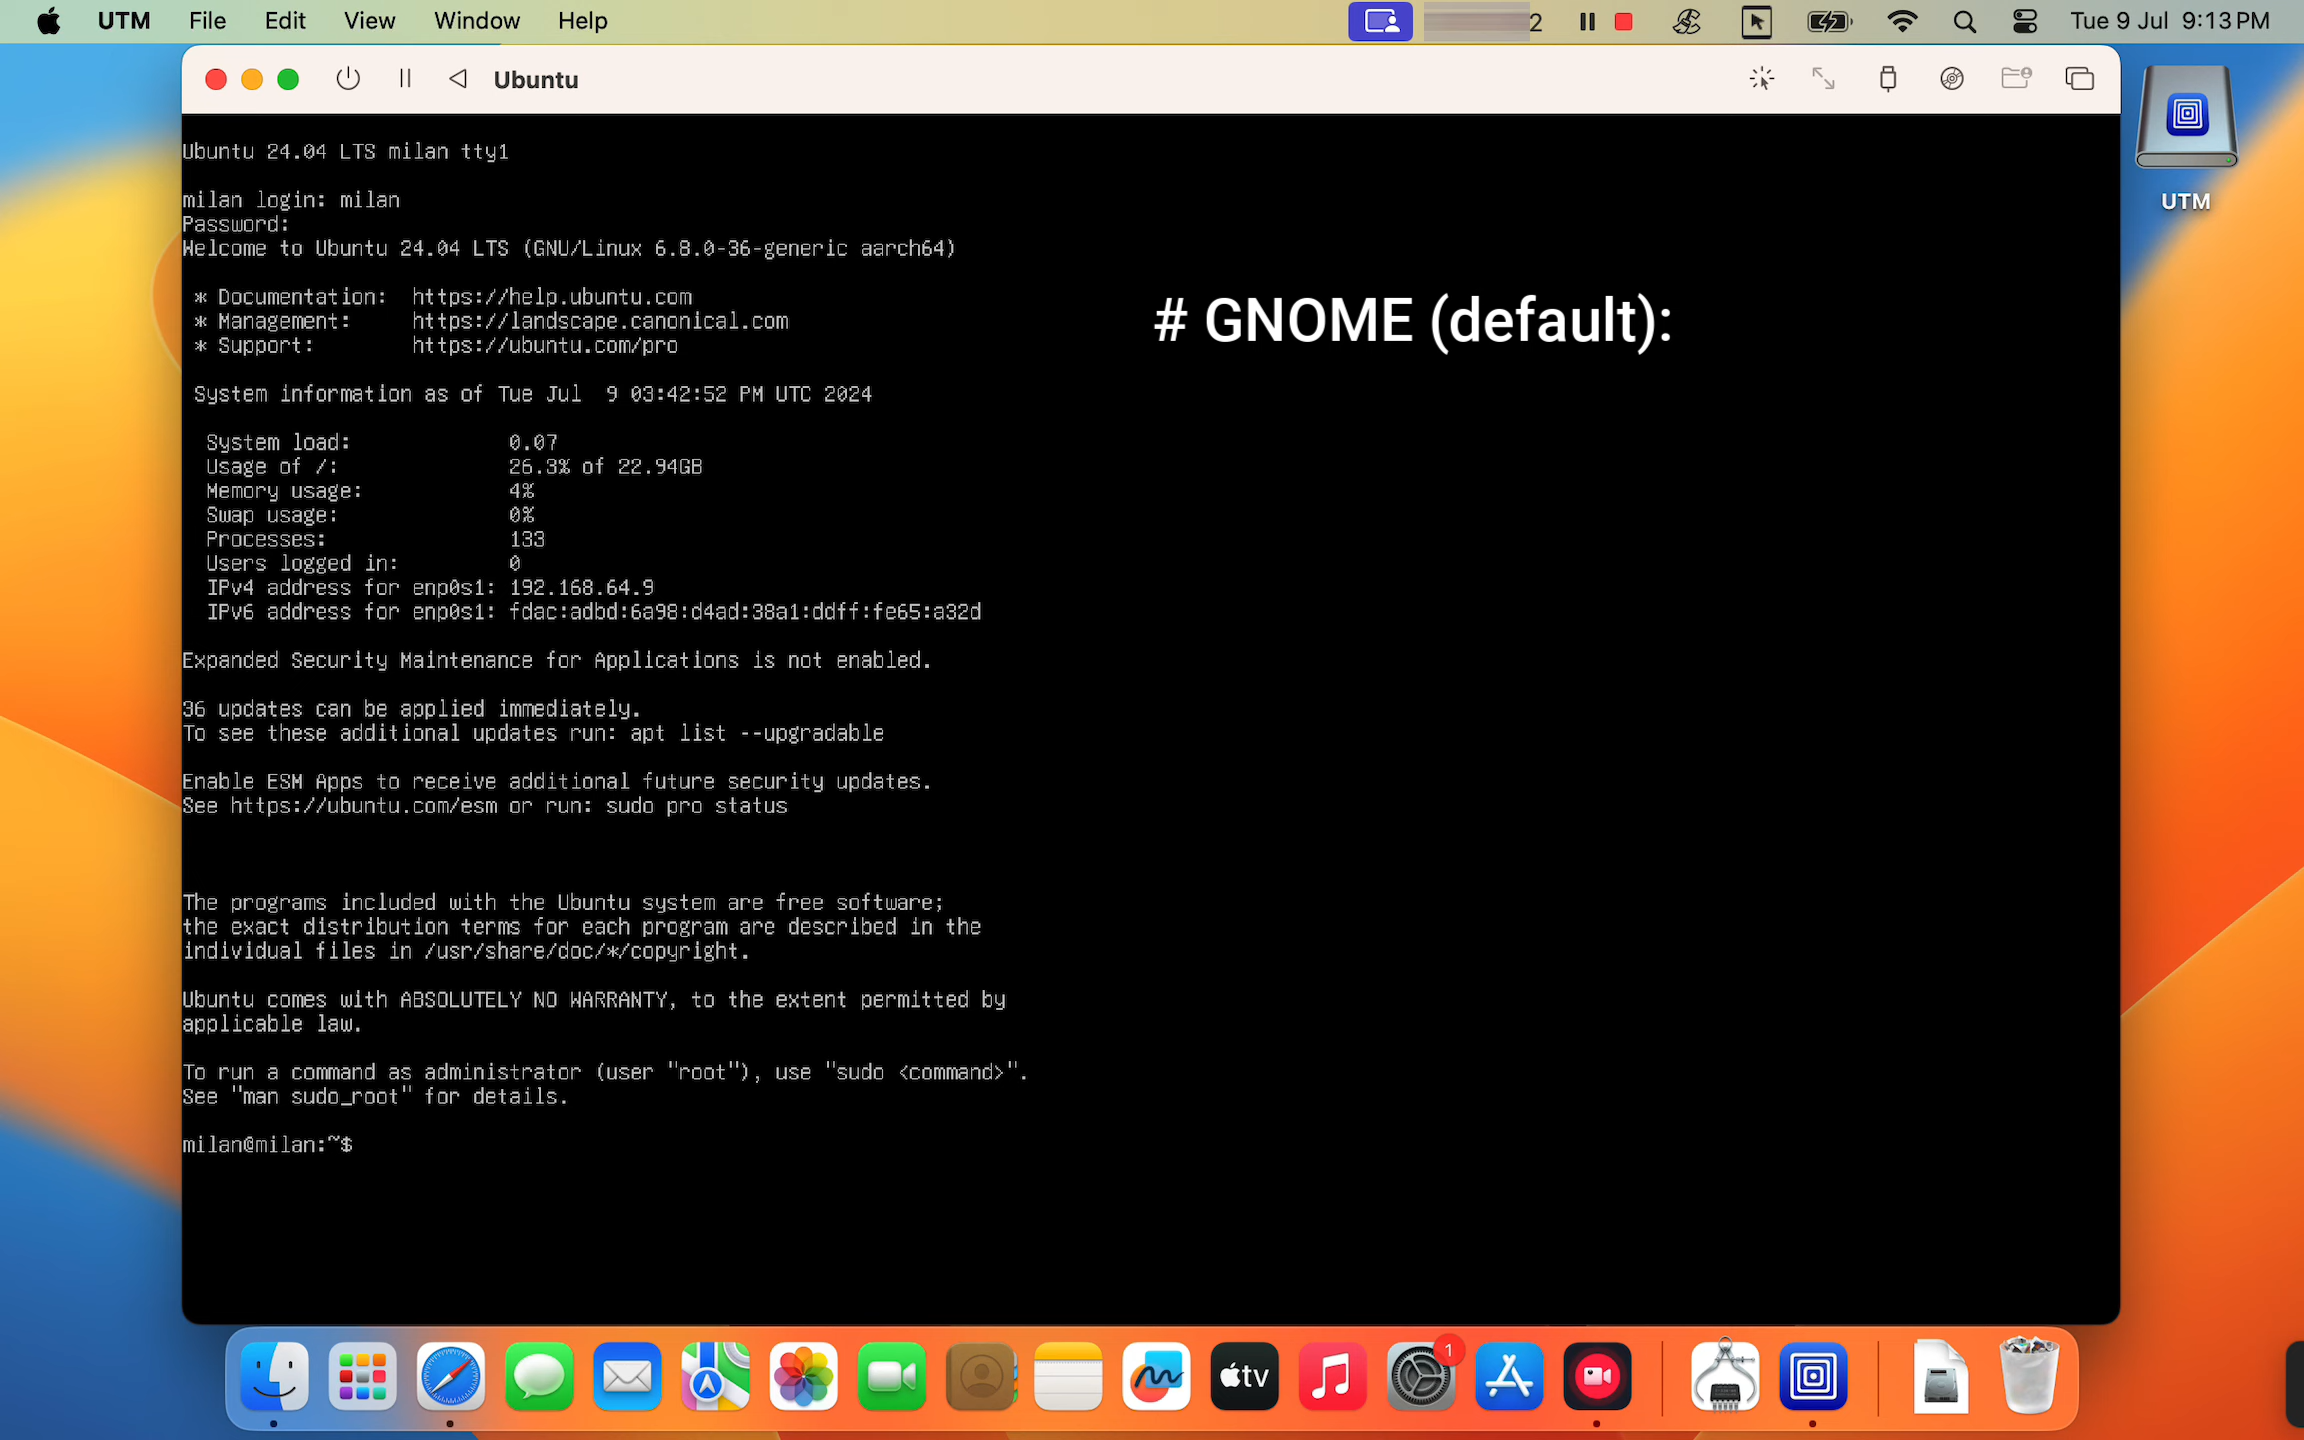 UTM File Edit View Window Help 2 Tue 9 Jul 9:13 PM
Ubuntu
UTM
Ubuntu 24.04 LTS milan tty1
milan login: milan
Password:
Welcome to Ubuntu 24.04 LTS (GNU/Linux 6.8.0-36-generic aarch64)
* Documentation: https://help.ubuntu.com
* Management: https://landscape.canonical.com
* Support: https://ubuntu.com/pro
# GNOME (default):
System information as of Tue Jul 9 03:42:52 PM UTC 2024
System load: 0.07
Usage of /: 26.3% of 22.94GB
Memory usage: 4%
Swap usage: 0%
Processes: 133
Users logged in: 0
IPv4 address for enp0s1: 192.168.64.9
IPv6 address for enp0s1: fdac:adbd:6a98:d4ad:38a1:ddff:fe65:a32d
Expanded Security Maintenance for Applications is not enabled.
36 updates can be applied immediately.
To see these additional updates run: apt list --upgradable
Enable ESM Apps to receive additional future security updates.
See https://ubuntu.com/esm or run: sudo pro status
The programs included with the Ubuntu system are free software;
the exact distribution terms for each program are described in the
individual files in /usr/share/doc/*/copyright.
Ubuntu comes with ABSOLUTELY NO WARRANTY, to the extent permitted by
applicable law.
To run a command as administrator (user "root"), use "sudo <command>".
See "man sudo_root" for details.
milan@milan:~$
tv
1